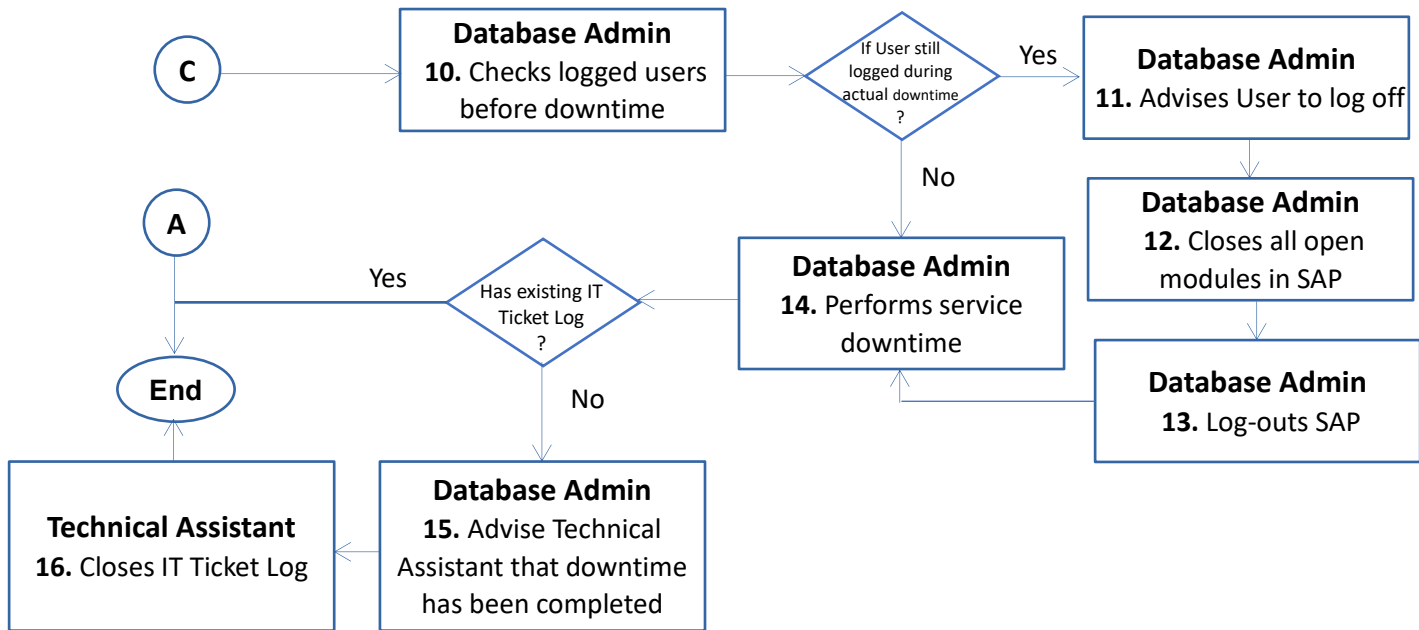 C
Database Admin
10. Checks logged users
before downtime
If User still
logged during
actual downtime
?
Yes
Database Admin
11. Advises User to log off
No
Database Admin
12. Closes all open
modules in SAP
Database Admin
13. Log-outs SAP
Database Admin
14. Performs service
downtime
Has existing IT
Ticket Log
?
Yes
A
End
No
Database Admin
15. Advise Technical
Assistant that downtime
has been completed
Technical Assistant
16. Closes IT Ticket Log